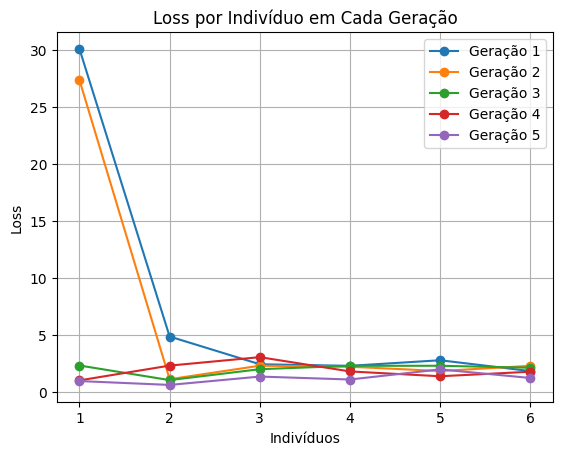 Loss por Indivíduo em Cada Geração
Geração 1
Geração 2
Geração 3
Geração 4
Geração 5
30
25
20
15
10
5
0
Loss
1 2 3 4 5 6
Indivíduos